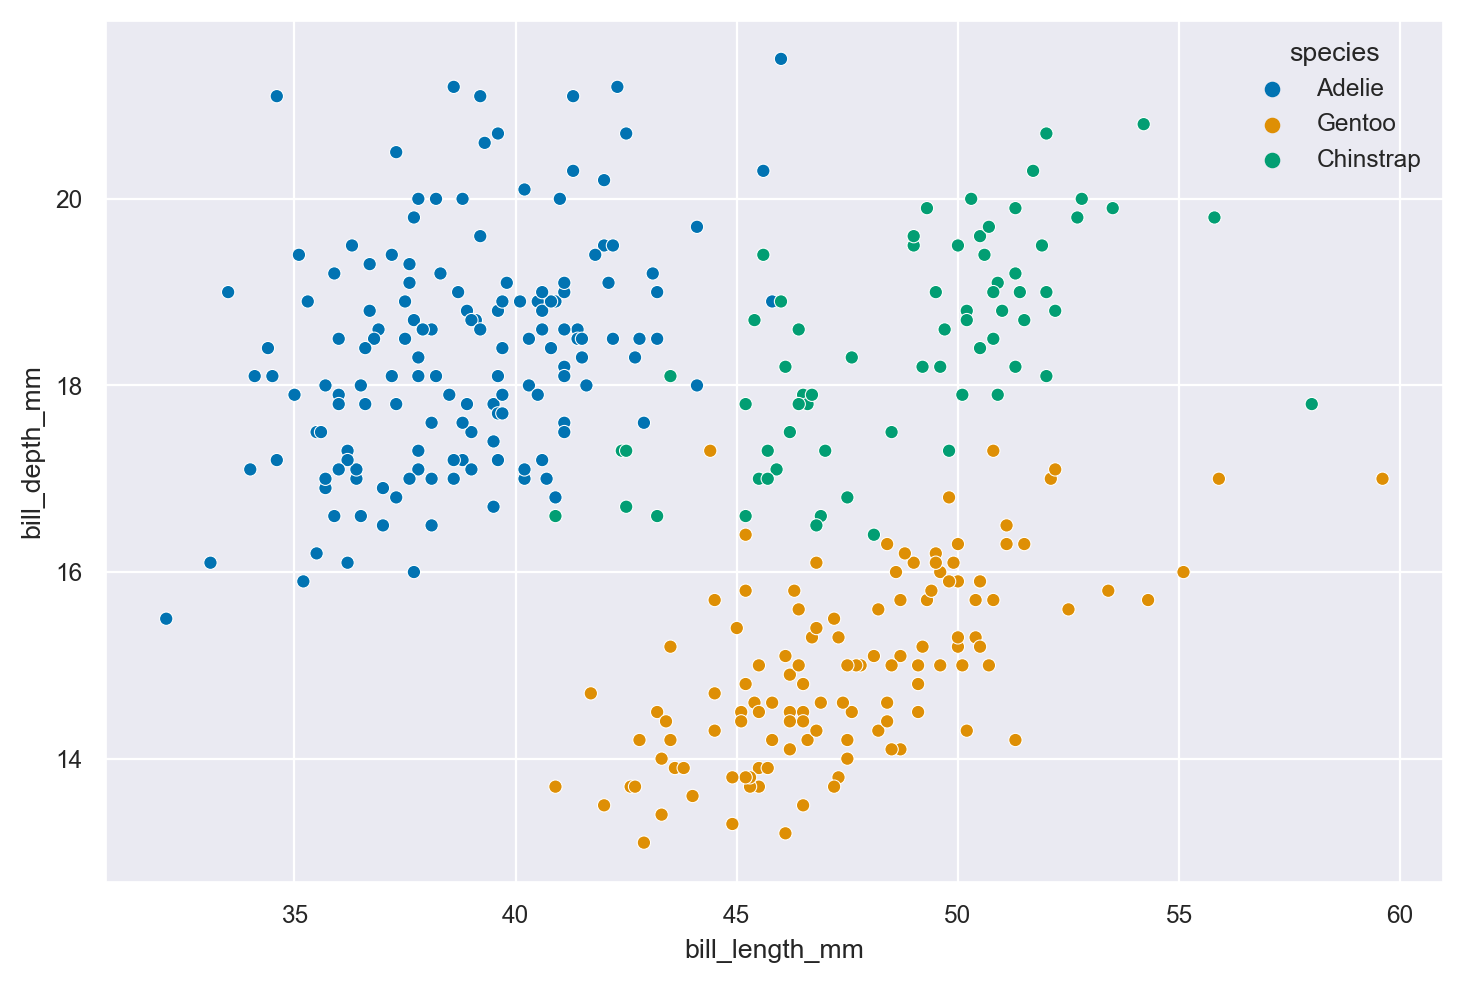 species
Adelie
Gentoo
Chinstrap
20
18
16
14
bill_depth_mm
35 40 45 50 55 60
bill_length_mm